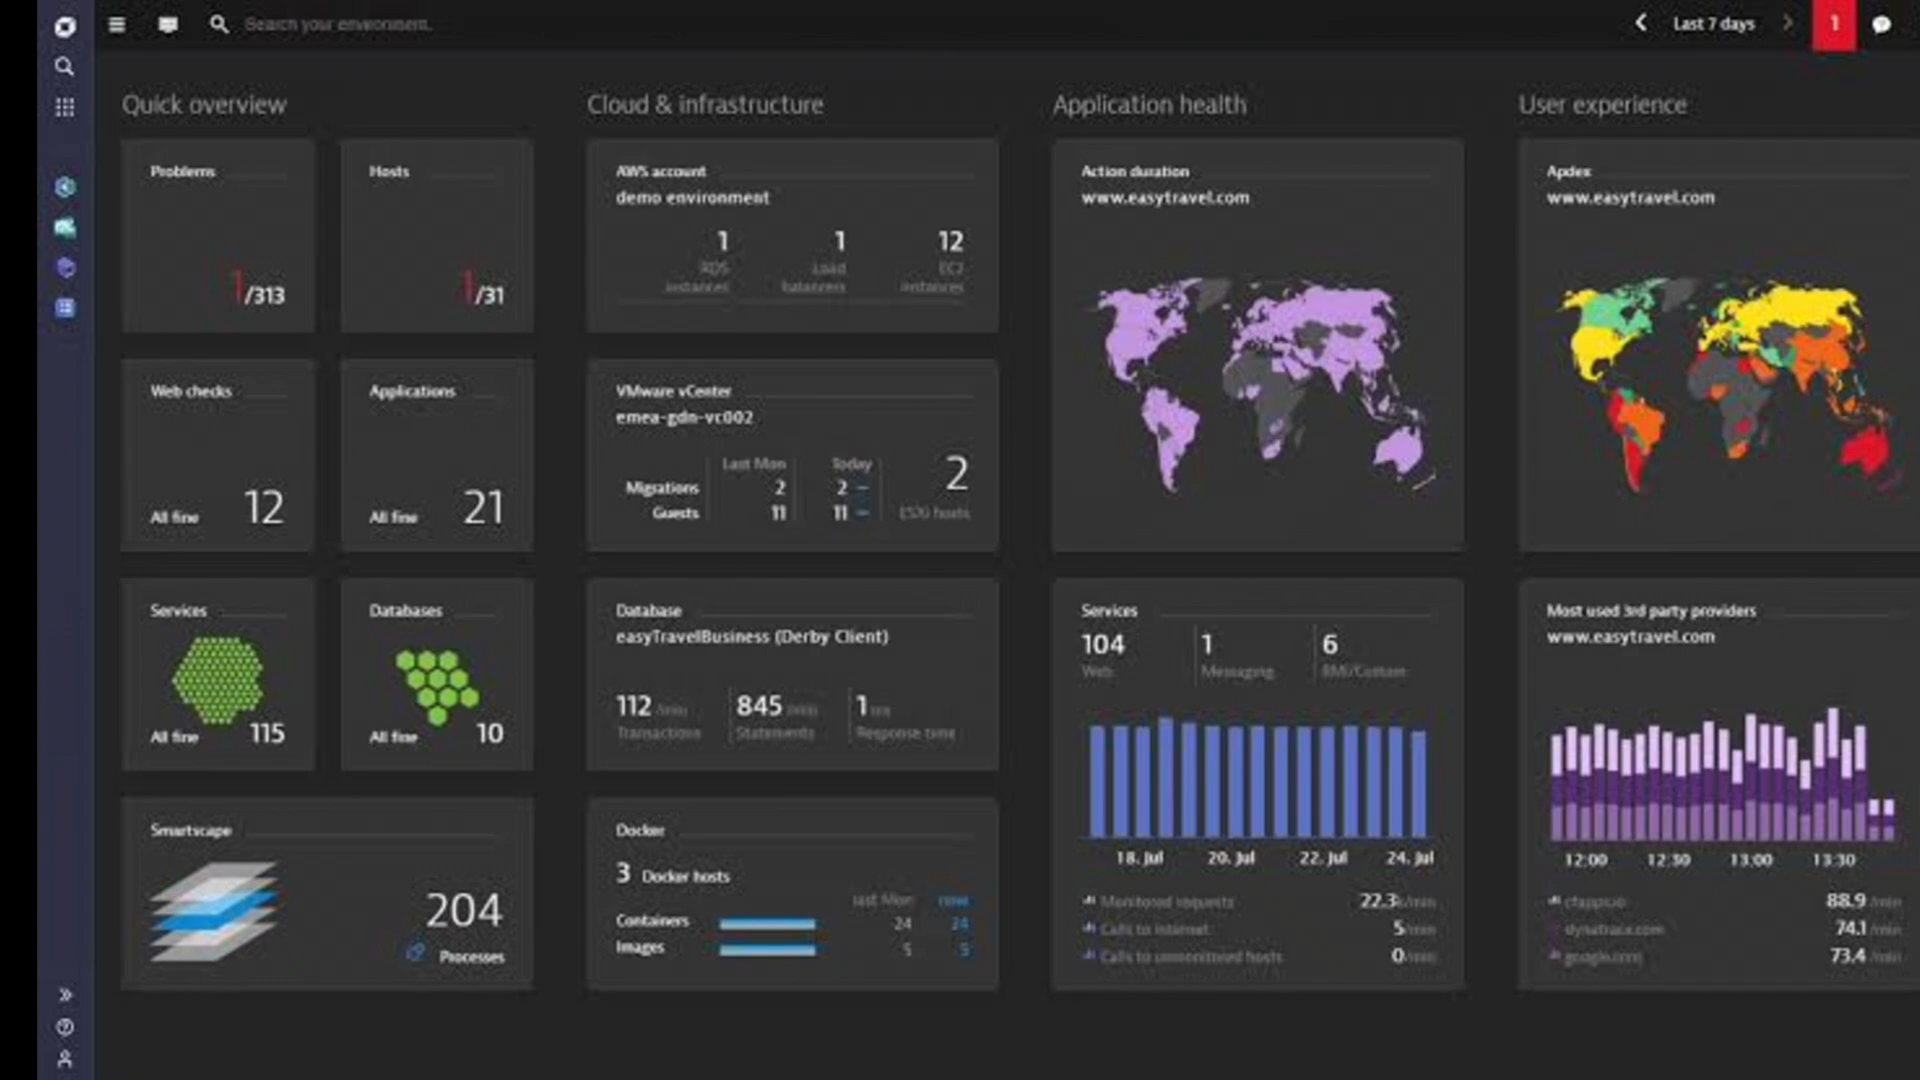 Search your environment.
Last 7 days
1
Quick overview
Problems
1/313
Hosts
1/31
Web checks
All fine 12
Applications
All fine 21
Services
All fine 115
Databases
All fine 10
Smartscape
204
Processes
Cloud & infrastructure
AWS account
demo environment
1 1 12
RDS Load EC2
instances balancers instances
VMware vCenter
emea-gdn-vc002
Last Mon Today 2
Migrations 2 2
Guests 11 11 ESXi hosts
Database
easyTravelBusiness (Derby Client)
112 /min 845 /min 1 ms
Transactions Statements Response time
Docker
3 Docker hosts
Last Mon now
Containers 24 24
Images 5 5
Application health
Action duration
www.easytravel.com
Services
104 1 6
Web Messaging RMI/Custom
18. Jul 20. Jul 22. Jul 24. Jul
Monitored requests 22.3k/min
Calls to internet 5/min
Calls to unmonitored hosts 0/min
User experience
Apdex
www.easytravel.com
Most used 3rd party providers
www.easytravel.com
12:00 12:30 13:00 13:30
88.9 /min
dynatrace.com 74.1 /min
google.com 73.4 /min